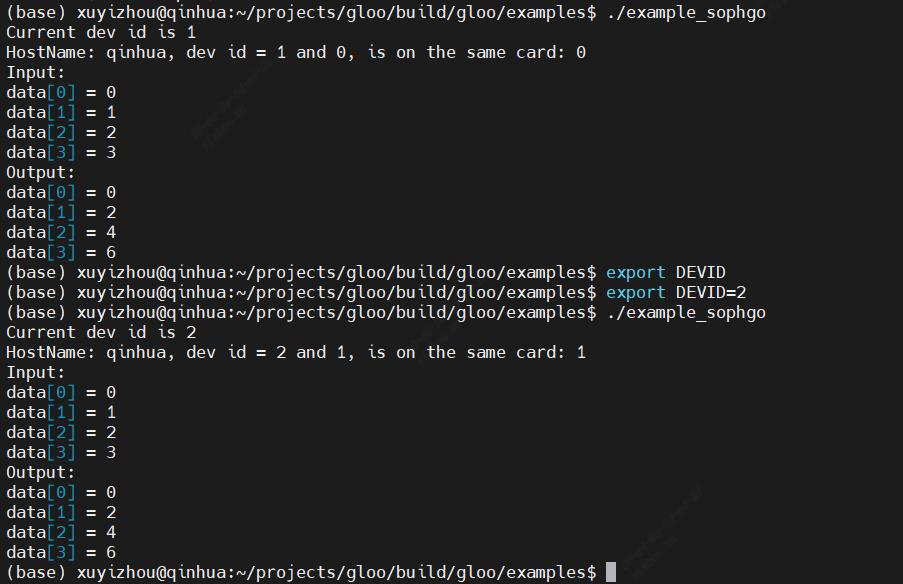 (base) xuyizhou@qinhua:~/projects/gloo/build/gloo/examples$ ./example_sophgo
Current dev id is 1
HostName: qinhua, dev id = 1 and 0, is on the same card: 0
Input:
data[0] = 0
data[1] = 1
data[2] = 2
data[3] = 3
Output:
data[0] = 0
data[1] = 2
data[2] = 4
data[3] = 6
(base) xuyizhou@qinhua:~/projects/gloo/build/gloo/examples$ export DEVID
(base) xuyizhou@qinhua:~/projects/gloo/build/gloo/examples$ export DEVID=2
(base) xuyizhou@qinhua:~/projects/gloo/build/gloo/examples$ ./example_sophgo
Current dev id is 2
HostName: qinhua, dev id = 2 and 1, is on the same card: 1
Input:
data[0] = 0
data[1] = 1
data[2] = 2
data[3] = 3
Output:
data[0] = 0
data[1] = 2
data[2] = 4
data[3] = 6
(base) xuyizhou@qinhua:~/projects/gloo/build/gloo/examples$